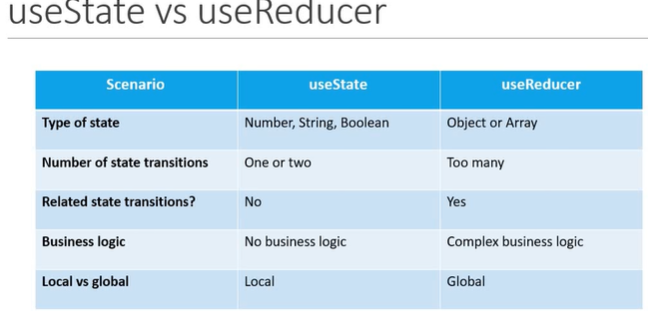 useState vs useReducer
Scenario useState useReducer
Type of state Number, String, Boolean Object or Array
Number of state transitions One or two Too many
Related state transitions? No Yes
Business logic No business logic Complex business logic
Local vs global Local Global